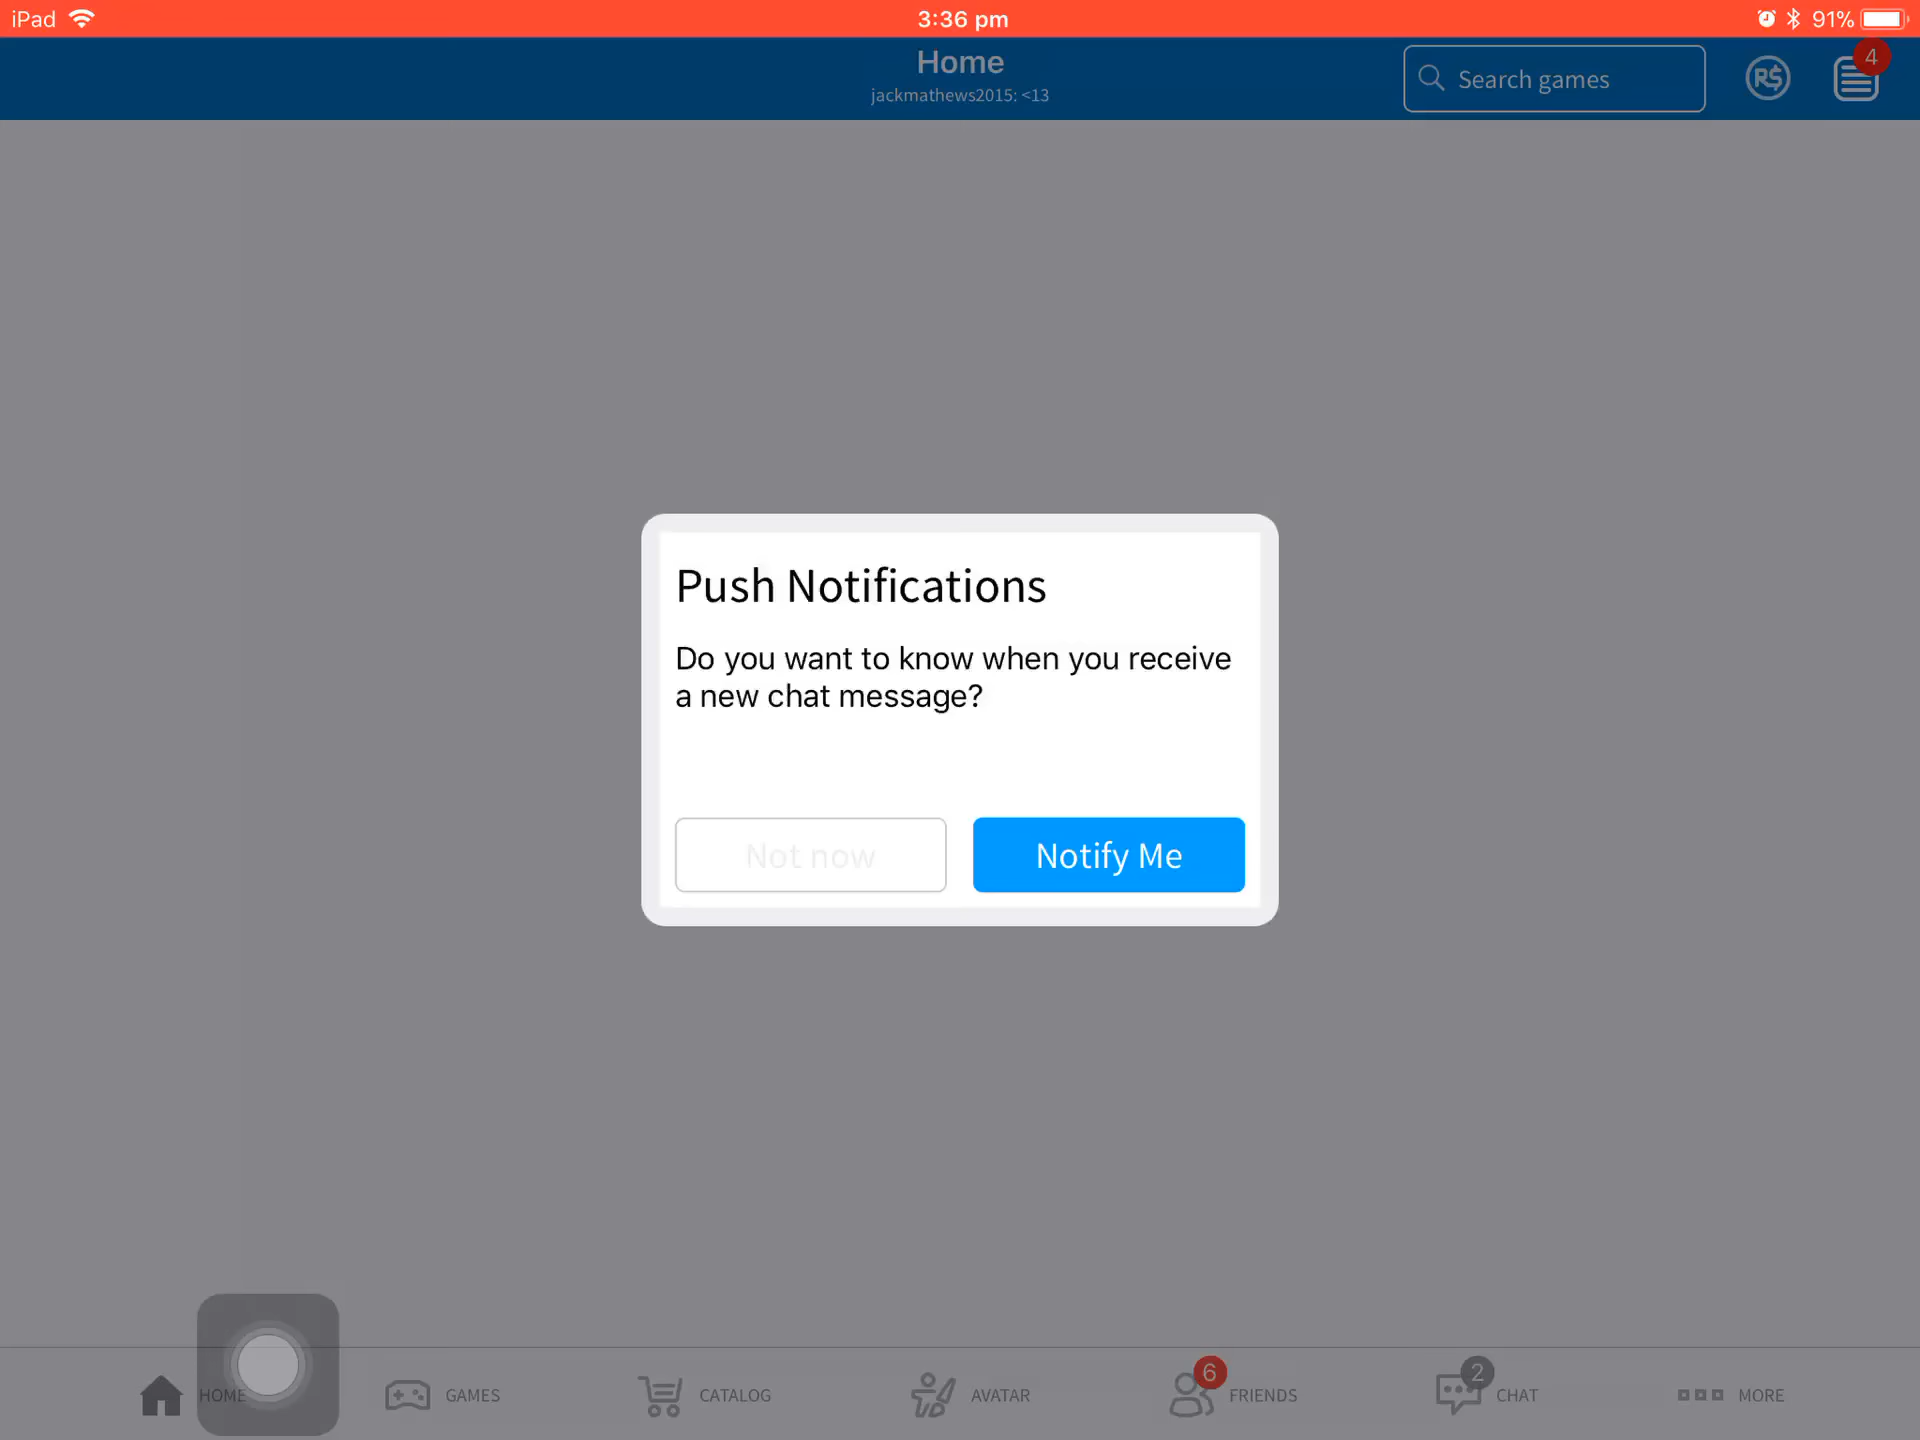 iPad 3:36 pm 91%
Home
jackmathews2015: <13
Search games
R$
4
Push Notifications
Do you want to know when you receive
a new chat message?
Not now Notify Me
HOME GAMES CATALOG AVATAR 6 FRIENDS 2 CHAT MORE